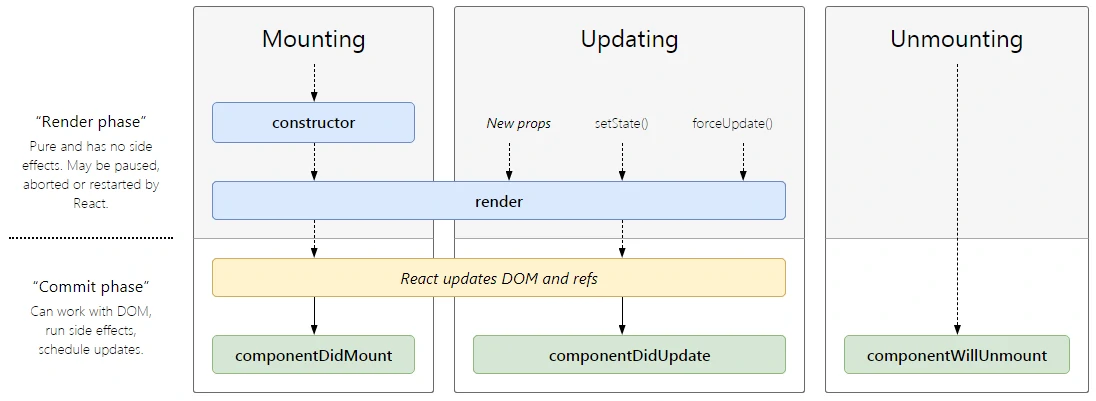 Mounting
Updating
Unmounting
“Render phase”
Pure and has no side
effects. May be paused,
aborted or restarted by
React.
constructor
New props
setState()
forceUpdate()
render
“Commit phase”
Can work with DOM,
run side effects,
schedule updates.
React updates DOM and refs
componentDidMount
componentDidUpdate
componentWillUnmount